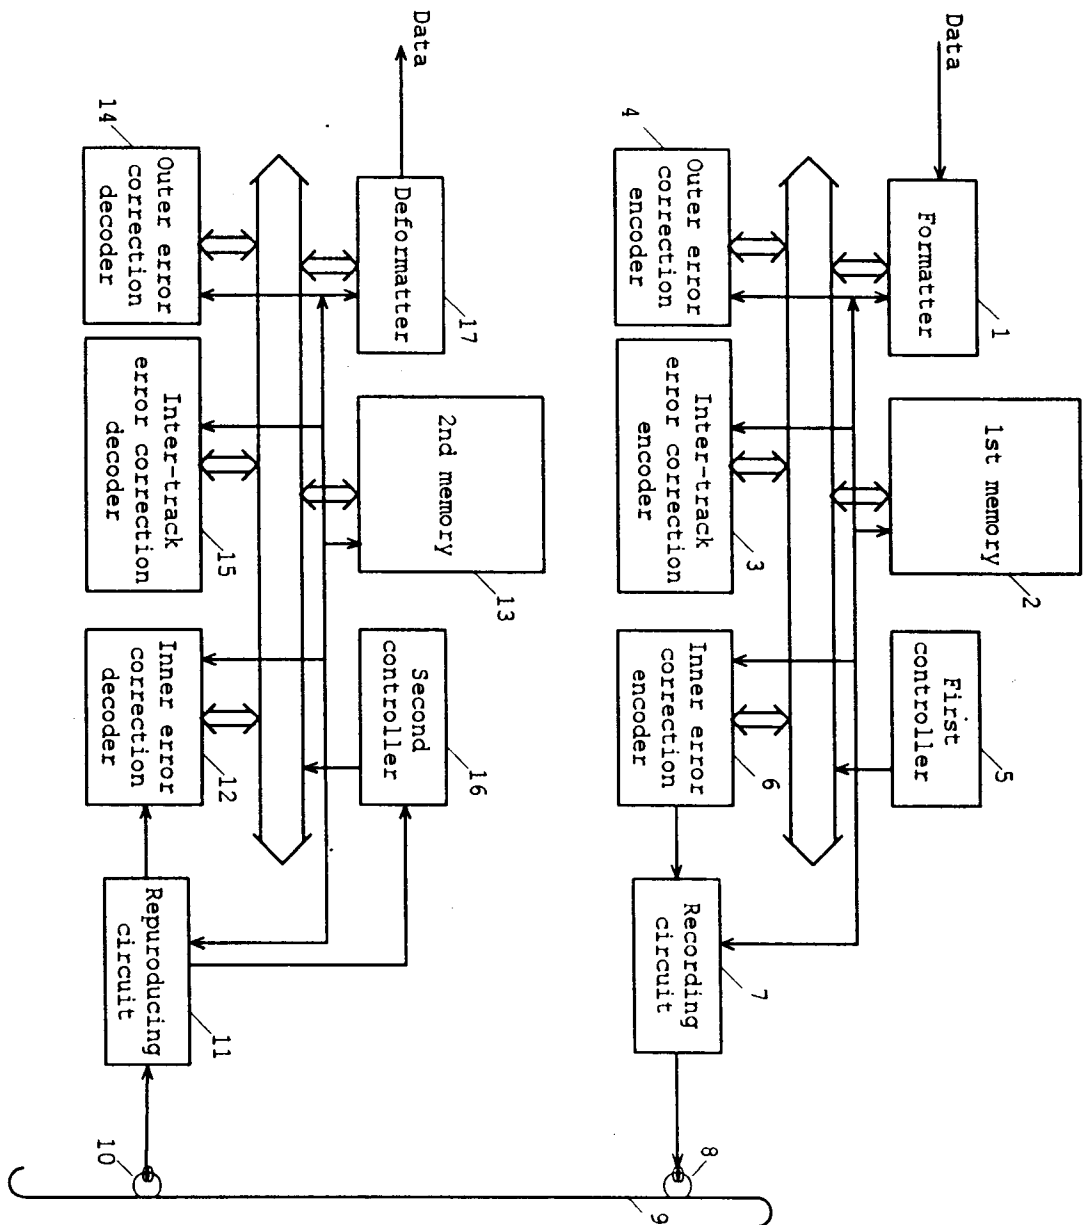 Data
Formatter
1
1st memory
2
First
controller
5
Outer error
correction
encoder
4
Inter-track
error correction
encoder
3
Inner error
correction
encoder
6
Recording
circuit
7
8
9
Data
Deformatter
17
2nd memory
13
Second
controller
16
Outer error
correction
decoder
14
Inter-track
error correction
decoder
15
Inner error
correction
decoder
12
Repuroducing
circuit
11
10